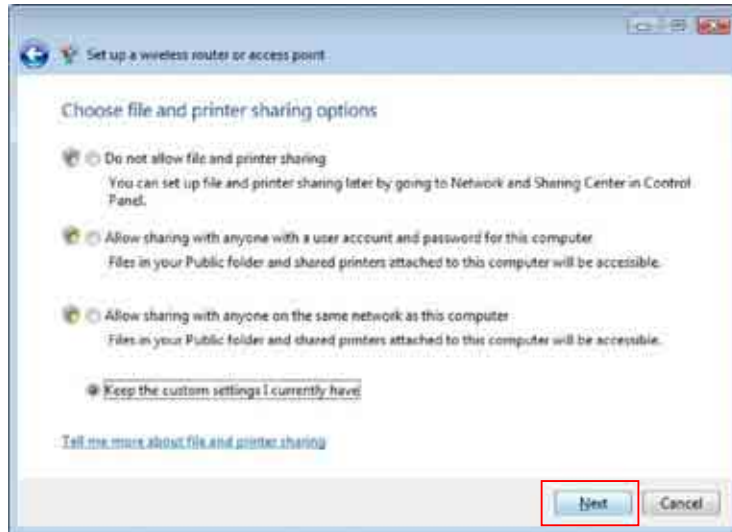 Set up a wireless router or access point
Choose file and printer sharing options
Do not allow file and printer sharing
You can set up file and printer sharing later by going to Network and Sharing Center in Control
Panel.
Allow sharing with anyone with a user account and password for this computer
Files in your Public folder and shared printers attached to this computer will be accessible.
Allow sharing with anyone on the same network as this computer
Files in your Public folder and shared printers attached to this computer will be accessible.
Keep the custom settings I currently have
Tell me more about file and printer sharing
Next Cancel